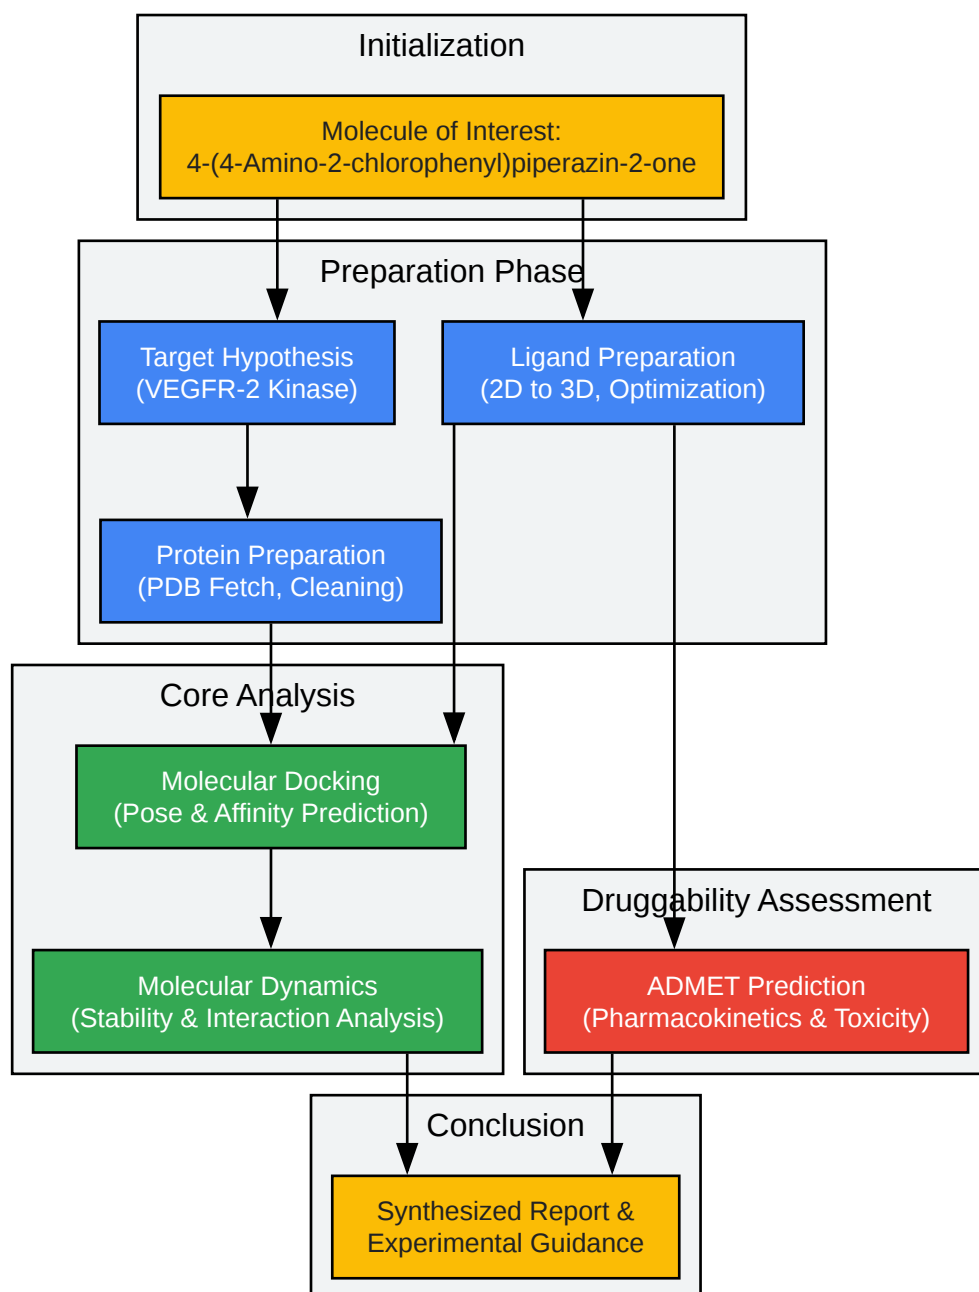 Initialization
Molecule of Interest:
4-(4-Amino-2-chlorophenyl)piperazin-2-one
Preparation Phase
Target Hypothesis
(VEGFR-2 Kinase)
Ligand Preparation
(2D to 3D, Optimization)
Protein Preparation
(PDB Fetch, Cleaning)
Core Analysis
Molecular Docking
(Pose & Affinity Prediction)
Druggability Assessment
Molecular Dynamics
(Stability & Interaction Analysis)
ADMET Prediction
(Pharmacokinetics & Toxicity)
Conclusion
Synthesized Report &
Experimental Guidance